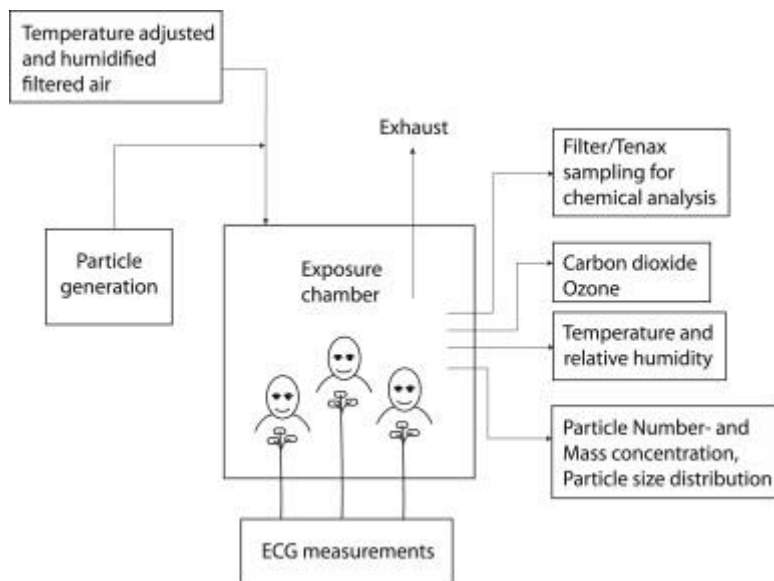 Temperature adjusted
and humidified
filtered air
Exhaust
Filter/Tenax
sampling for
chemical analysis
Particle
generation
Exposure
chamber
Carbon dioxide
Ozone
Temperature and
relative humidity
Particle Number- and
Mass concentration,
Particle size distribution
ECG measurements